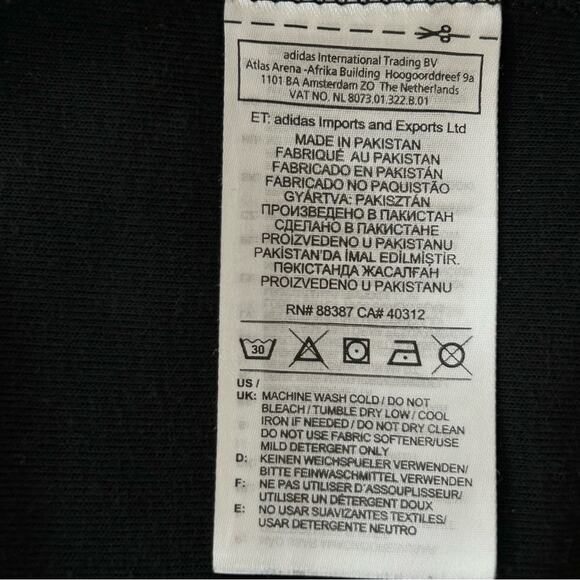 adidas International Trading BV
Atlas Arena -Afrika Building Hoogoorddreef 9a
1101 BA Amsterdam ZO The Netherlands
VAT NO. NL 8073.01.322.B.01
ET: adidas Imports and Exports Ltd
MADE IN PAKISTAN
FABRIQUÉ AU PAKISTAN
FABRICADO EN PAKISTÁN
FABRICADO NO PAQUISTÃO
GYÁRTVA: PAKISZTÁN
ПРОИЗВЕДЕНО В ПАКИСТАН
СДЕЛАНО В ПАКИСТАНЕ
PROIZVEDENO U PAKISTANU
PAKİSTAN'DA İMAL EDİLMİŞTİR.
ПӘКІСТАНДА ЖАСАЛҒАН
PROIZVEDENO U PAKISTANU
RN# 88387 CA# 40312
30
US /
UK: MACHINE WASH COLD / DO NOT
BLEACH / TUMBLE DRY LOW / COOL
IRON IF NEEDED / DO NOT DRY CLEAN
DO NOT USE FABRIC SOFTENER/USE
MILD DETERGENT ONLY
D: KEINEN WEICHSPUELER VERWENDEN/
BITTE FEINWASCHMITTEL VERWENDEN
F: NE PAS UTILISER D'ASSOUPLISSEUR/
UTILISER UN DÉTERGENT DOUX
E: NO USAR SUAVIZANTES TEXTILES/
USAR DETERGENTE NEUTRO